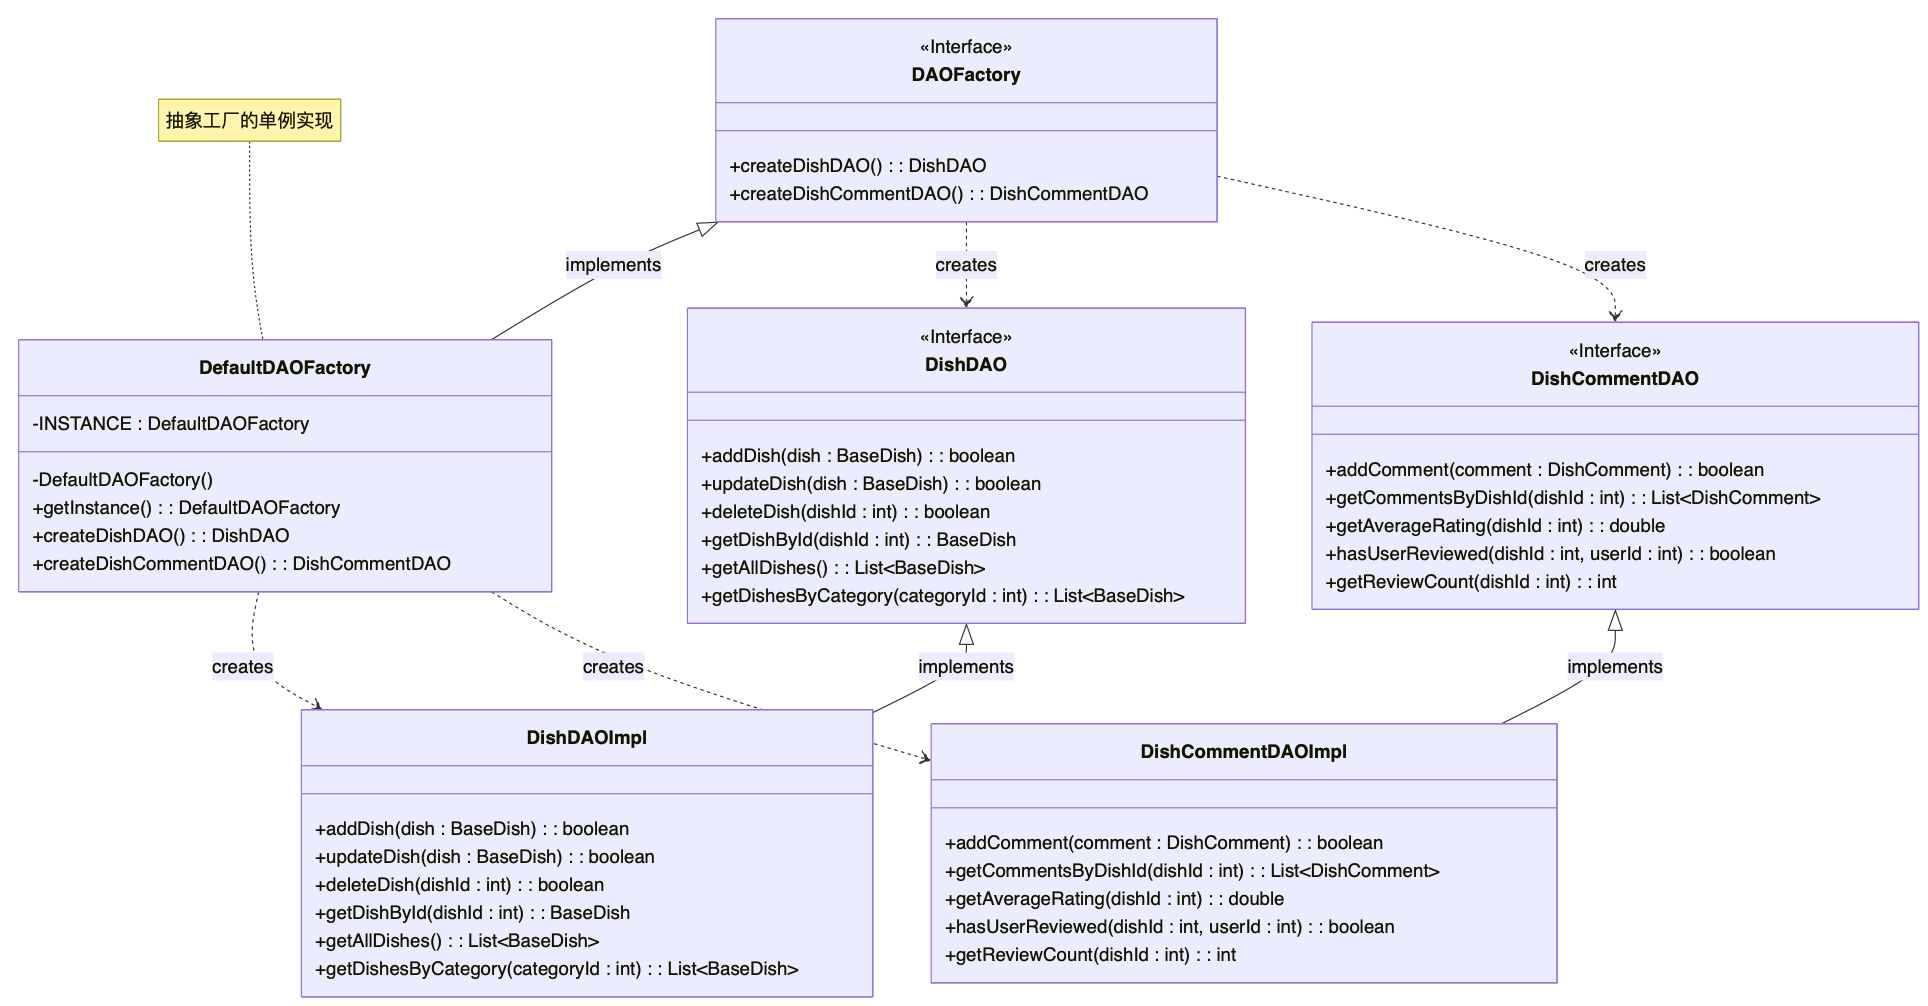 «Interface»
DAOFactory
+createDishDAO() : : DishDAO
+createDishCommentDAO() : : DishCommentDAO
抽象工厂的单例实现
implements
creates
creates
DefaultDAOFactory
-INSTANCE : DefaultDAOFactory
-DefaultDAOFactory()
+getInstance() : : DefaultDAOFactory
+createDishDAO() : : DishDAO
+createDishCommentDAO() : : DishCommentDAO
«Interface»
DishDAO
+addDish(dish : BaseDish) : : boolean
+updateDish(dish : BaseDish) : : boolean
+deleteDish(dishId : int) : : boolean
+getDishById(dishId : int) : : BaseDish
+getAllDishes() : : List<BaseDish>
+getDishesByCategory(categoryId : int) : : List<BaseDish>
«Interface»
DishCommentDAO
+addComment(comment : DishComment) : : boolean
+getCommentsByDishId(dishId : int) : : List<DishComment>
+getAverageRating(dishId : int) : : double
+hasUserReviewed(dishId : int, userId : int) : : boolean
+getReviewCount(dishId : int) : : int
creates
creates
implements
implements
DishDAOImpl
+addDish(dish : BaseDish) : : boolean
+updateDish(dish : BaseDish) : : boolean
+deleteDish(dishId : int) : : boolean
+getDishById(dishId : int) : : BaseDish
+getAllDishes() : : List<BaseDish>
+getDishesByCategory(categoryId : int) : : List<BaseDish>
DishCommentDAOImpl
+addComment(comment : DishComment) : : boolean
+getCommentsByDishId(dishId : int) : : List<DishComment>
+getAverageRating(dishId : int) : : double
+hasUserReviewed(dishId : int, userId : int) : : boolean
+getReviewCount(dishId : int) : : int